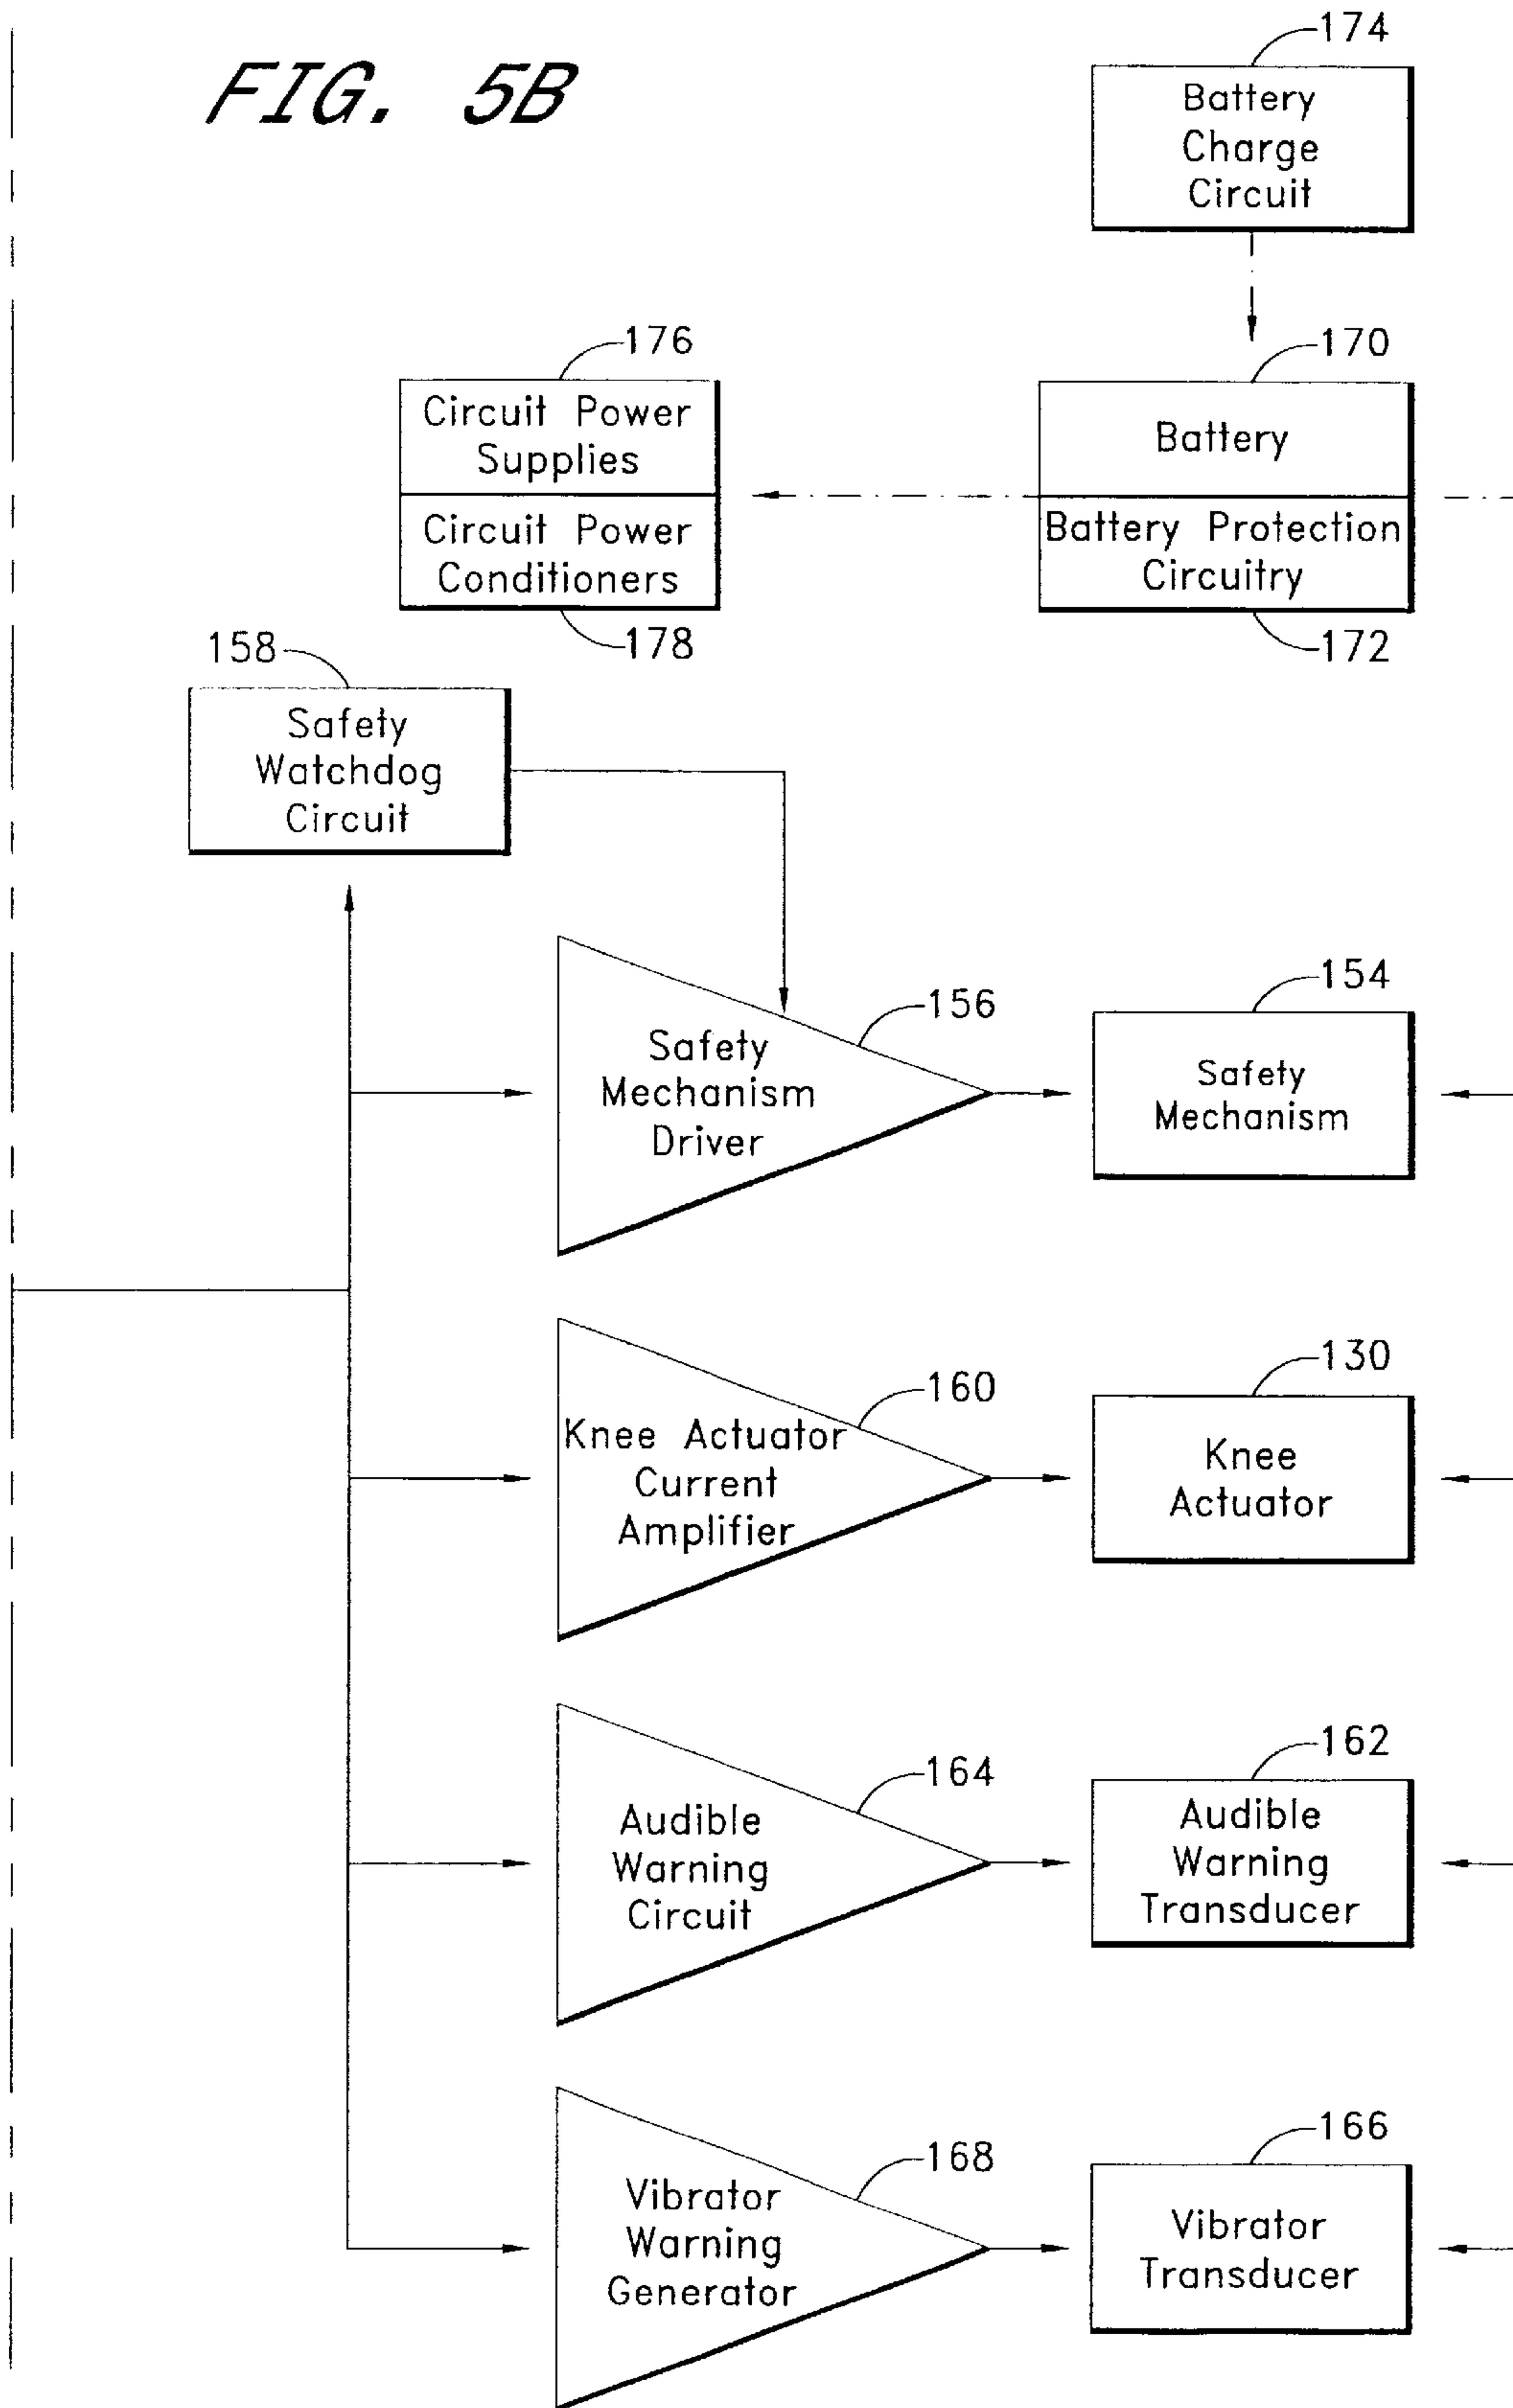 FIG. 5B
174
Battery
Charge
Circuit
176
170
Circuit Power
Supplies
Battery
Circuit Power
Conditioners
Battery Protection
Circuitry
178
172
158
Safety
Watchdog
Circuit
156
154
Safety
Mechanism
Driver
Safety
Mechanism
160
130
Knee Actuator
Current
Amplifier
Knee
Actuator
164
162
Audible
Warning
Circuit
Audible
Warning
Transducer
168
166
Vibrator
Warning
Generator
Vibrator
Transducer